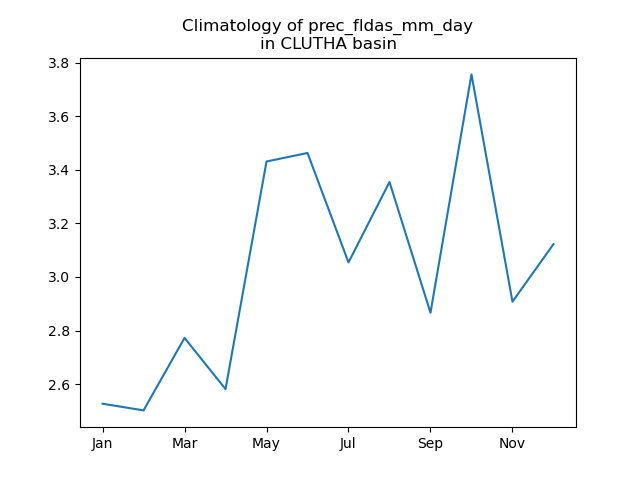 Climatology of prec_fldas_mm_day
in CLUTHA basin
3.8
3.6
3.4
3.2
3.0
2.8
2.6
Jan Mar May Jul Sep Nov